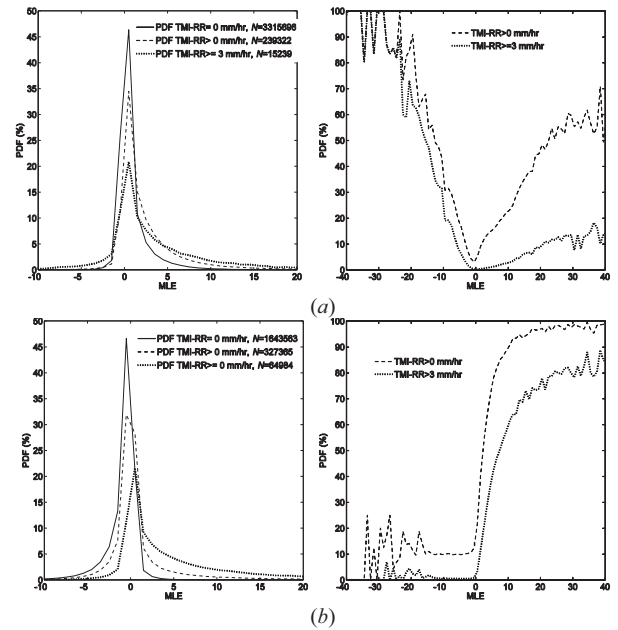 PDF (%)
50
45
40
35
30
25
20
15
10
5
0
-10 -5 0 5 10 15 20
MLE
PDF TMI-RR= 0 mm/hr, N=3315698
PDF TMI-RR> 0 mm/hr, N=239322
PDF TMI-RR>= 3 mm/hr, N=15239
PDF (%)
100
90
80
70
60
50
40
30
20
10
0
-40 -30 -20 -10 0 10 20 30 40
MLE
TMI-RR>0 mm/hr
TMI-RR>=3 mm/hr
(a)
PDF (%)
50
45
40
35
30
25
20
15
10
5
0
-10 -5 0 5 10 15 20
MLE
PDF TMI-RR= 0 mm/hr, N=1643563
PDF TMI-RR> 0 mm/hr, N=327365
PDF TMI-RR>= 0 mm/hr, N=64984
PDF (%)
100
90
80
70
60
50
40
30
20
10
0
-40 -30 -20 -10 0 10 20 30 40
MLE
TMI-RR>0 mm/hr
TMI-RR>3 mm/hr
(b)